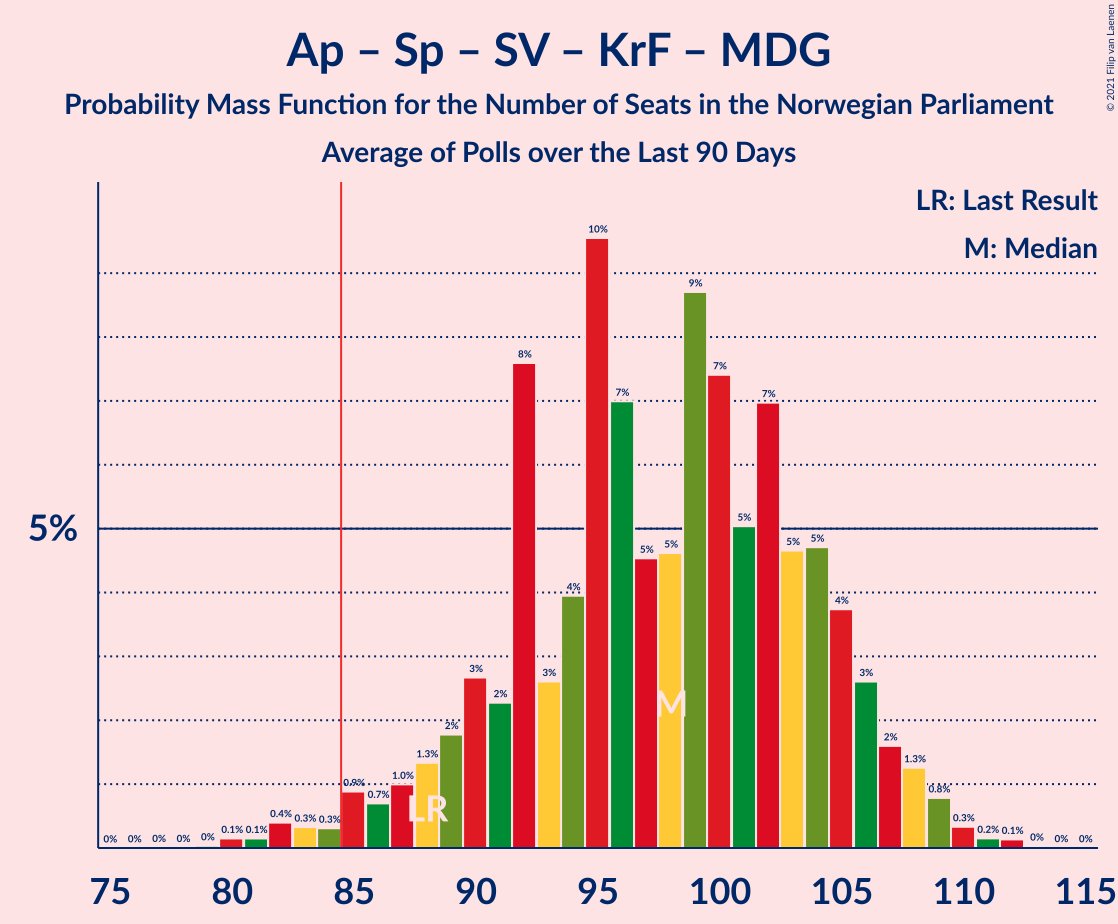 Ap – Sp – SV – KrF – MDG
Probability Mass Function for the Number of Seats in the Norwegian Parliament
Average of Polls over the Last 90 Days
© 2021 Filip van Laenen
LR: Last Result
M: Median
5%
0% 0% 0% 0% 0% 0.1% 0.1% 0.4% 0.3% 0.3% 0.9% 0.7% 1.0% 1.3% 2% 3% 2% 8% 3% 4% 10% 7% 5% 5% 9% 7% 5% 7% 5% 5% 4% 3% 2% 1.3% 0.8% 0.3% 0.2% 0.1% 0% 0% 0%
M
LR
75 80 85 90 95 100 105 110 115